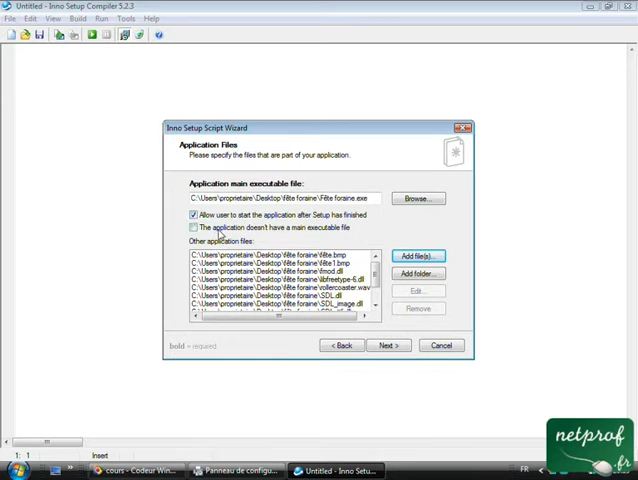 Untitled - Inno Setup Compiler 5.2.3
File Edit View Build Run Tools Help
Inno Setup Script Wizard
Application Files
Please specify the files that are part of your application.
Application main executable file:
C:\Users\proprietaire\Desktop\fête foraine\Fête foraine.exe
Browse...
Allow user to start the application after Setup has finished
The application doesn't have a main executable file
Other application files:
C:\Users\proprietaire\Desktop\fête foraine\fête.bmp
Add file(s)...
C:\Users\proprietaire\Desktop\fête foraine\fête1.bmp
C:\Users\proprietaire\Desktop\fête foraine\fmod.dll
Add folder...
C:\Users\proprietaire\Desktop\fête foraine\libfreetype-6.dll
C:\Users\proprietaire\Desktop\fête foraine\rollercoaster.wav
Edit...
C:\Users\proprietaire\Desktop\fête foraine\SDL.dll
C:\Users\proprietaire\Desktop\fête foraine\SDL_image.dll
Remove
bold = required
< Back
Next >
Cancel
netprof
.fr
1: 1
Insert
cours - Codeur Win...
Panneau de configu...
Untitled - Inno Setu...
FR